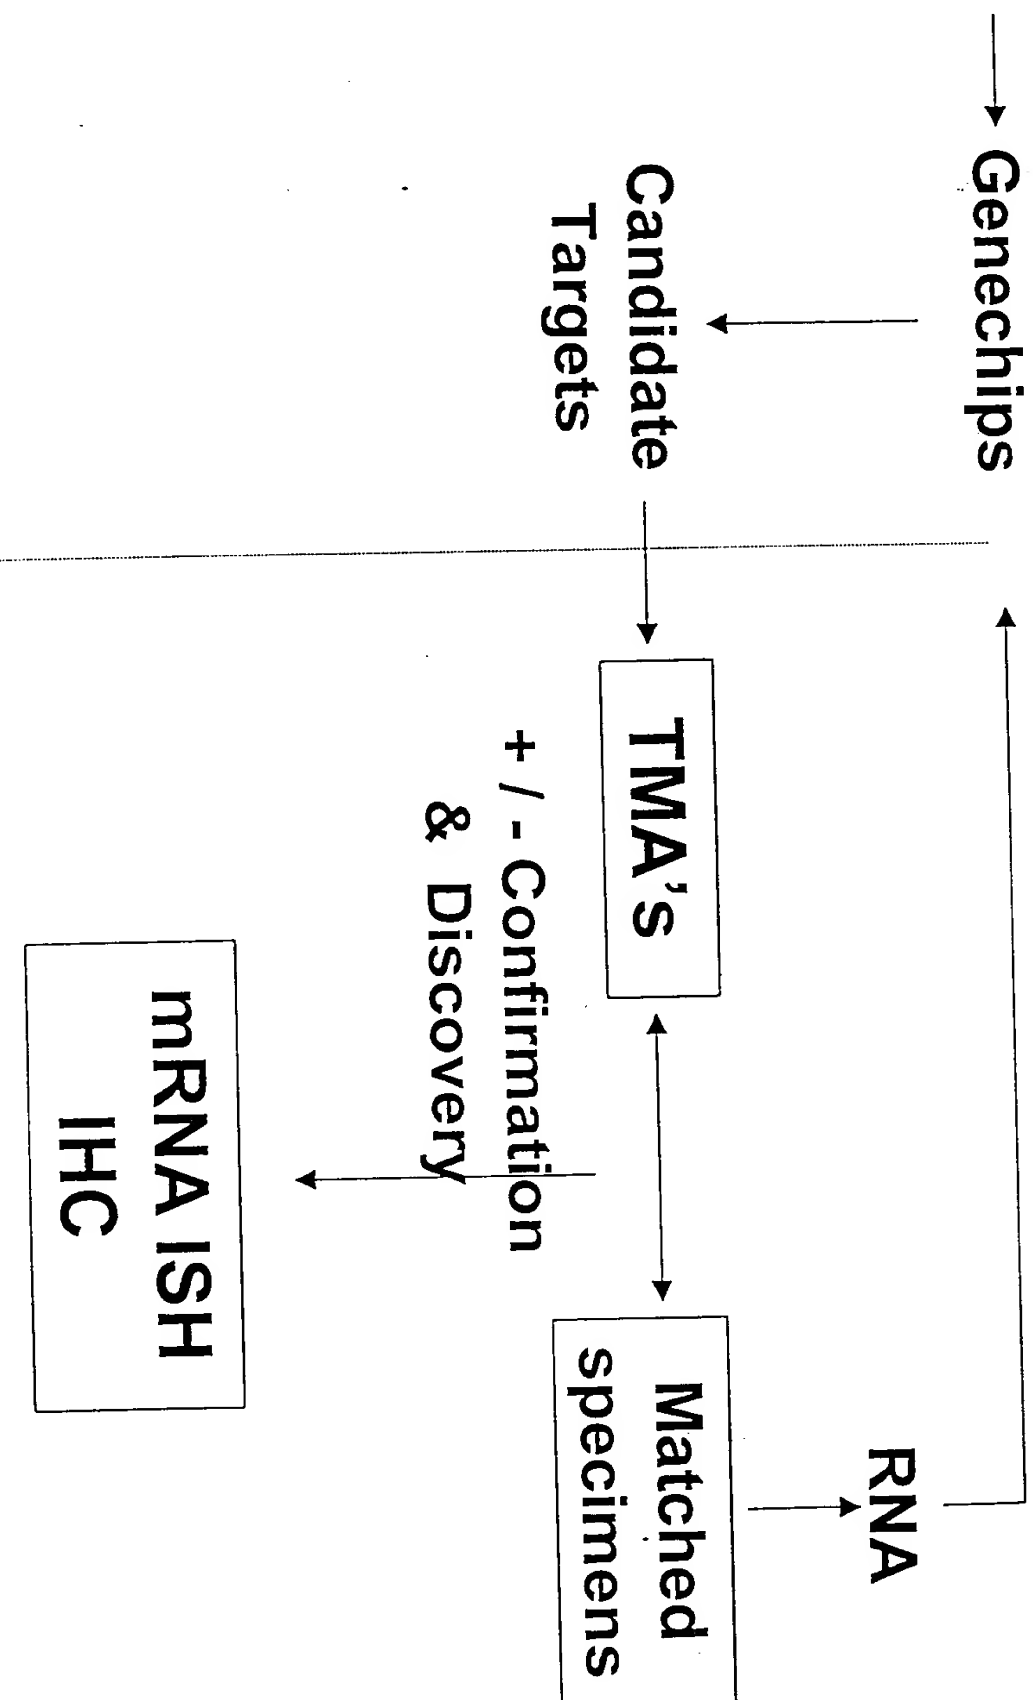 Genechips
RNA
Candidate
Targets
TMA's
Matched
specimens
+ / - Confirmation
& Discovery
mRNA ISH
IHC